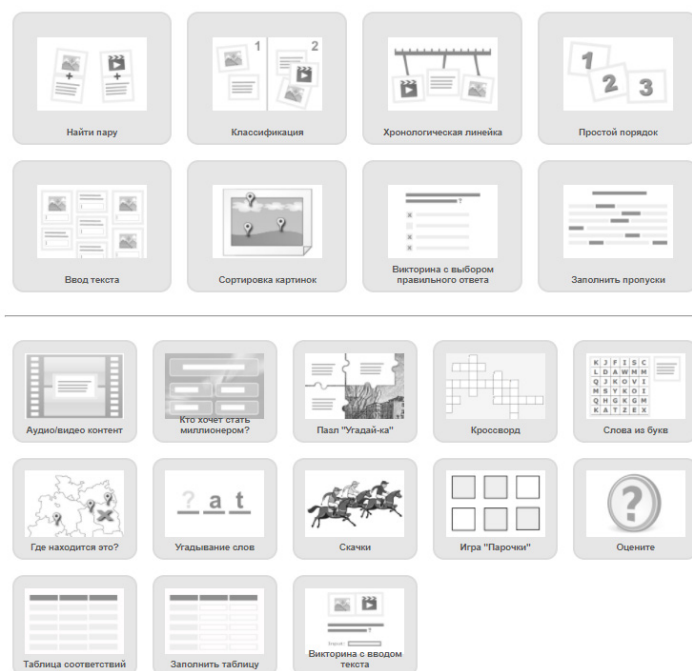 1
2
1
2
3
Найти пару
Классификация
Хронологическая линейка
Простой порядок
?
Ввод текста
Сортировка картинок
Викторина с выбором
правильного ответа
Заполнить пропуски
K J F I S C
L D A W M M
Q J K O V I
M S Y K O I
Q H G K G M
K A T Z E X
Аудио/видео контент
Кто хочет стать
миллионером?
Пазл "Угадай-ка"
Кроссворд
Слова из букв
? a t
?
Где находится это?
Угадывание слов
Скачки
Игра "Парочки"
Оцените
?
Таблица соответствий
Заполнить таблицу
Викторина с вводом
текста